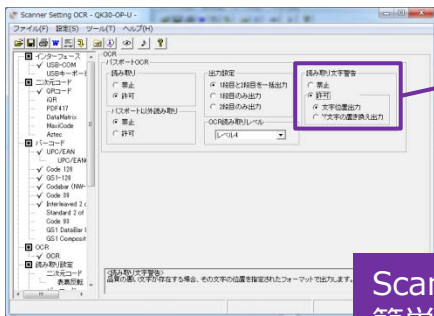 Scanner Setting OCR - QK30-OP-U -
ファイル(F) 設定(S) ツール(T) ヘルプ(H)
インターフェース
USB-COM
USBキーボー
二次元コード
QRコード
iQR
PDF417
DataMatrix
MaxiCode
Aztec
バーコード
UPC/EAN
UPC/EAN
Code 128
GS1-128
Codabar (NW-
Code 39
Interleaved 2 o
Standard 2 of
Code 93
GS1 DataBar L
GS1 Composit
OCR
OCR
読み取り設定
二次元コード
表裏反転
OCR
パスポートOCR
読み取り
禁止
許可
パスポート以外読み取り
禁止
許可
出力設定
1段目と2段目を一括出力
1段目のみ出力
2段目のみ出力
OCR読み取りレベル
レベル4
読み取り文字警告
禁止
許可
文字位置出力
"?"文字の置き換え出力
<読み取り文字警告>
品質の悪い文字が存在する場合、その文字の位置を指定されたフォーマットで出力します。
Scan